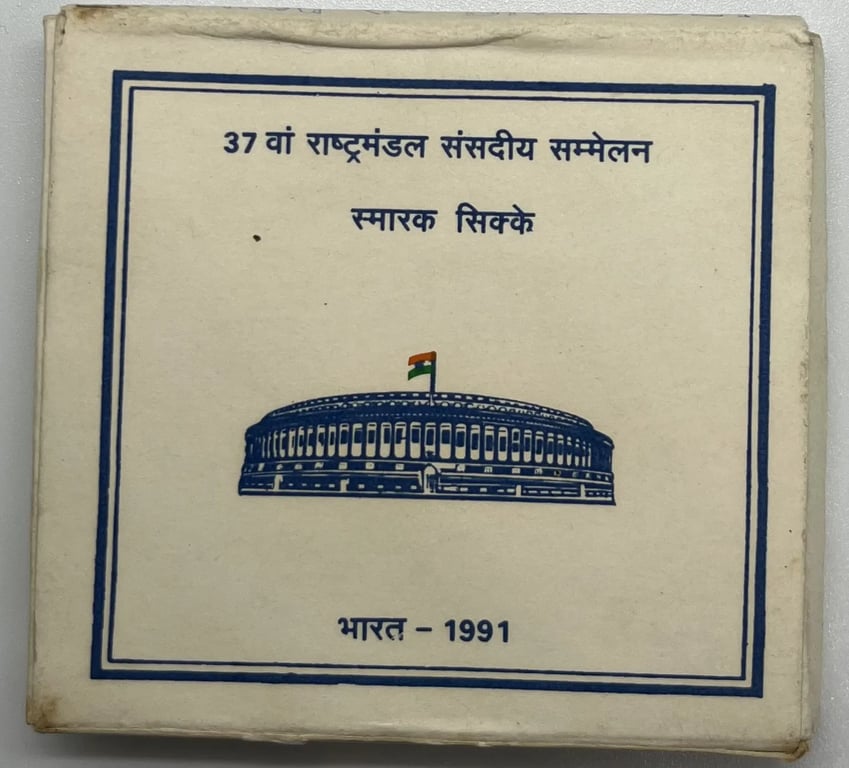 37 वां राष्ट्रमंडल संसदीय सम्मेलन
स्मारक सिक्के
भारत – 1991